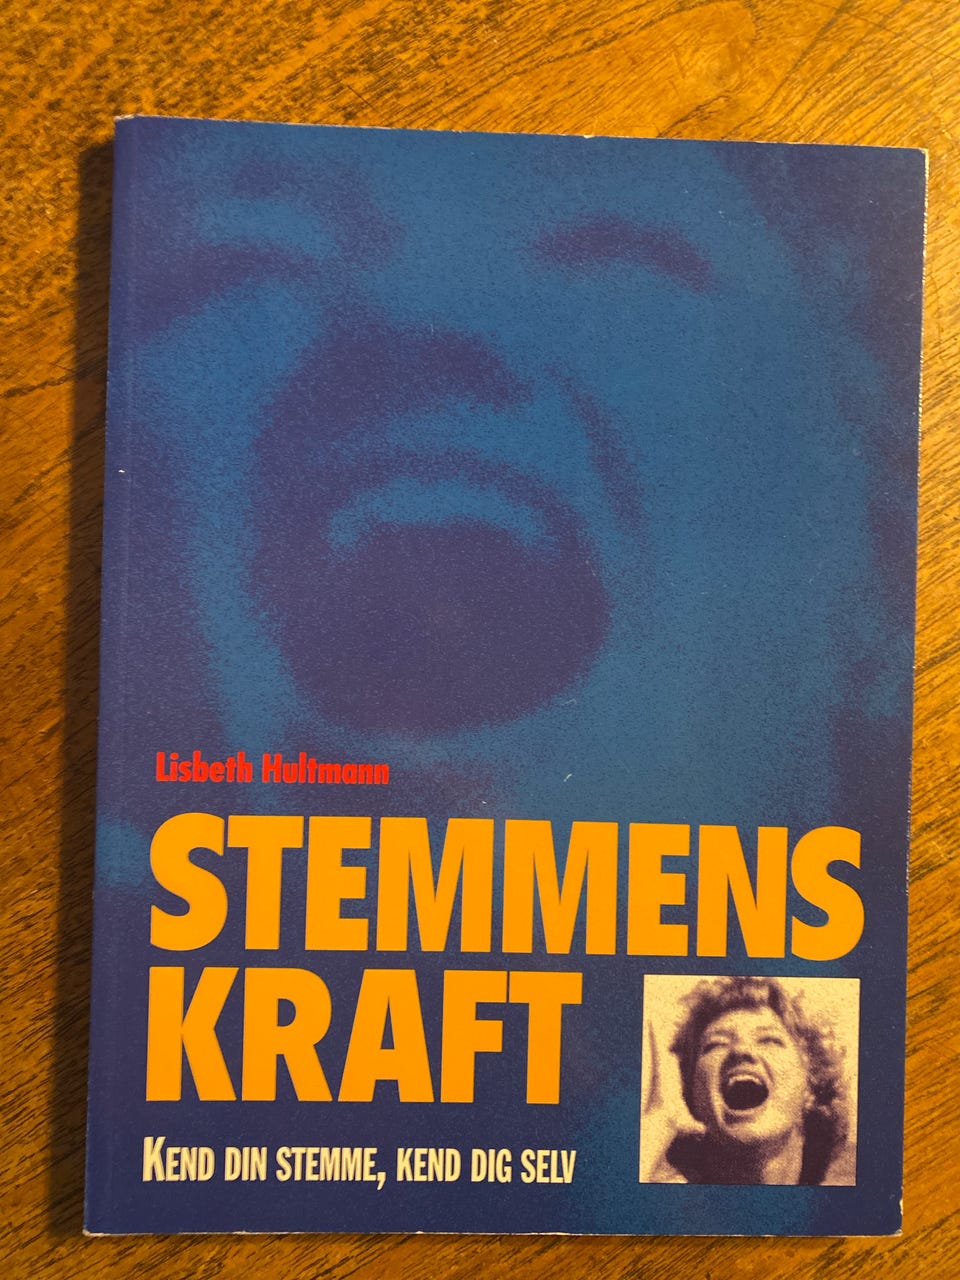 Lisbeth Hultmann
STEMMENS
KRAFT
KEND DIN STEMME, KEND DIG SELV